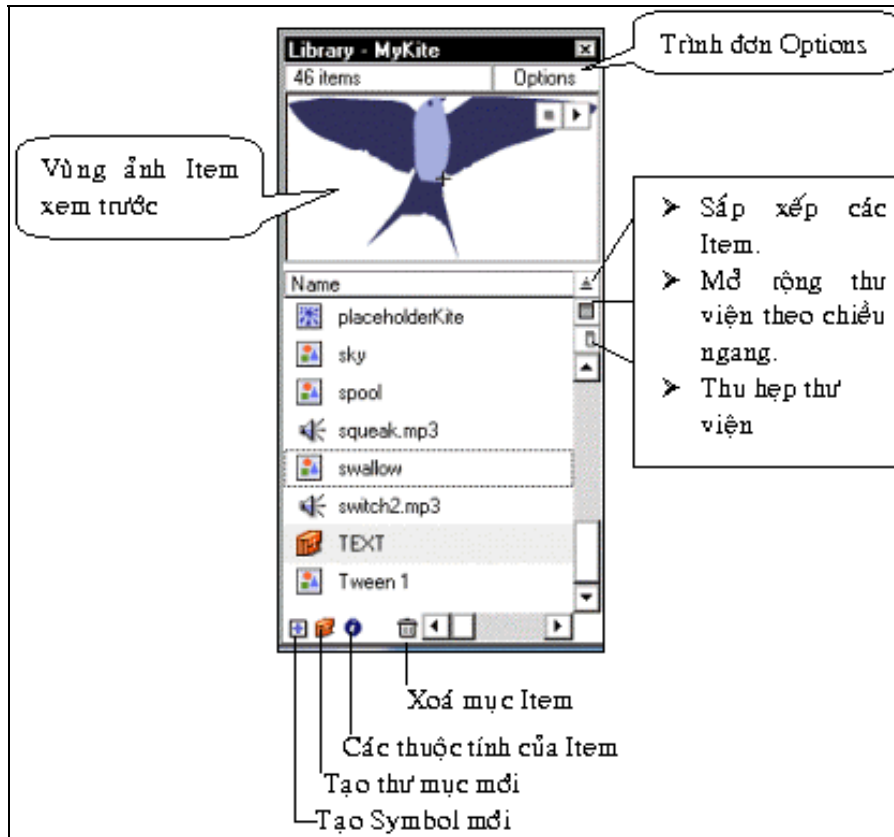 Library - MyKite
Trình đơn Options
46 items
Options
Vùng ảnh Item
xem trước
➢ Sắp xếp các
Item.
➢ Mở rộng thư
viện theo chiều
ngang.
➢ Thu hẹp thư
viện
Name
placeholderKite
sky
spool
squeak.mp3
swallow
switch2.mp3
TEXT
Tween 1
Xoá mục Item
Các thuộc tính của Item
Tạo thư mục mới
Tạo Symbol mới